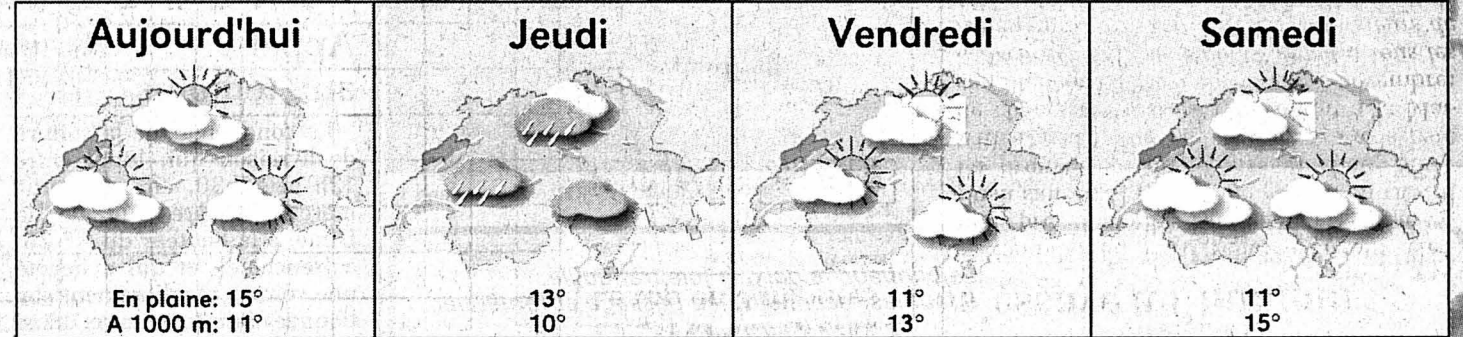 Aujourd'hui
En plaine: 15°
A 1000 m: 11°
Jeudi
13°
10°
Vendredi
11°
13°
Samedi
11°
15°